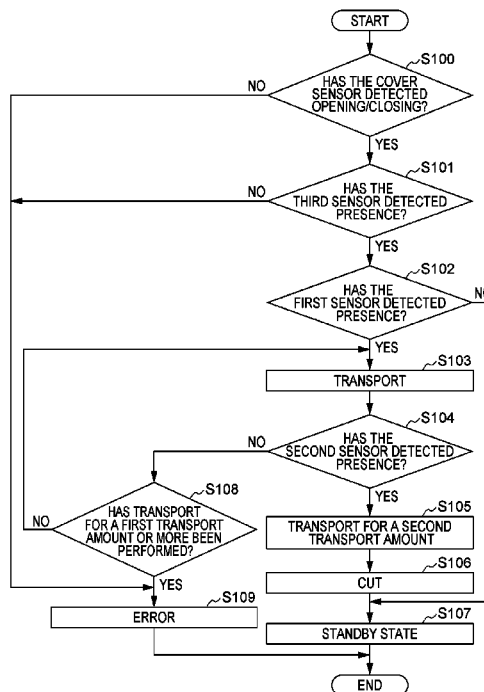 START
S100
NO
HAS THE COVER
SENSOR DETECTED
OPENING/CLOSING?
YES
S101
NO
HAS THE
THIRD SENSOR DETECTED
PRESENCE?
YES
S102
HAS THE
FIRST SENSOR DETECTED
PRESENCE?
NO
YES
S103
TRANSPORT
S104
NO
HAS THE
SECOND SENSOR DETECTED
PRESENCE?
YES
S108
HAS TRANSPORT
FOR A FIRST TRANSPORT
AMOUNT OR MORE BEEN
PERFORMED?
NO
YES
S105
TRANSPORT FOR A SECOND
TRANSPORT AMOUNT
S106
CUT
S109
ERROR
S107
STANDBY STATE
END